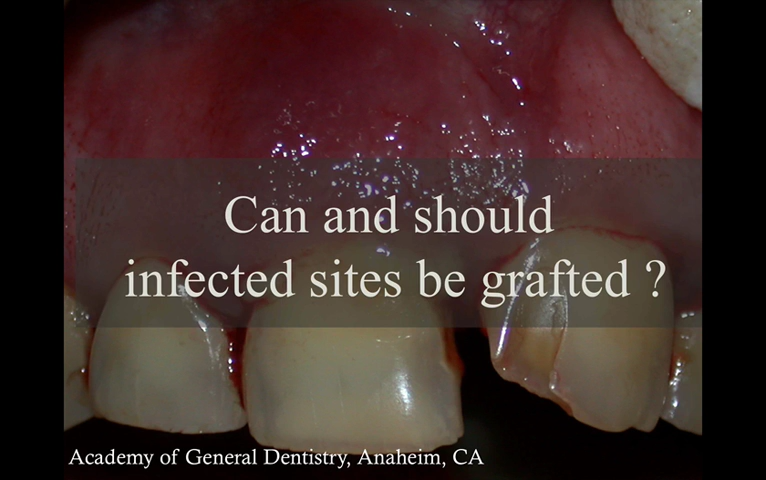 Can and should
infected sites be grafted ?
Academy of General Dentistry, Anaheim, CA